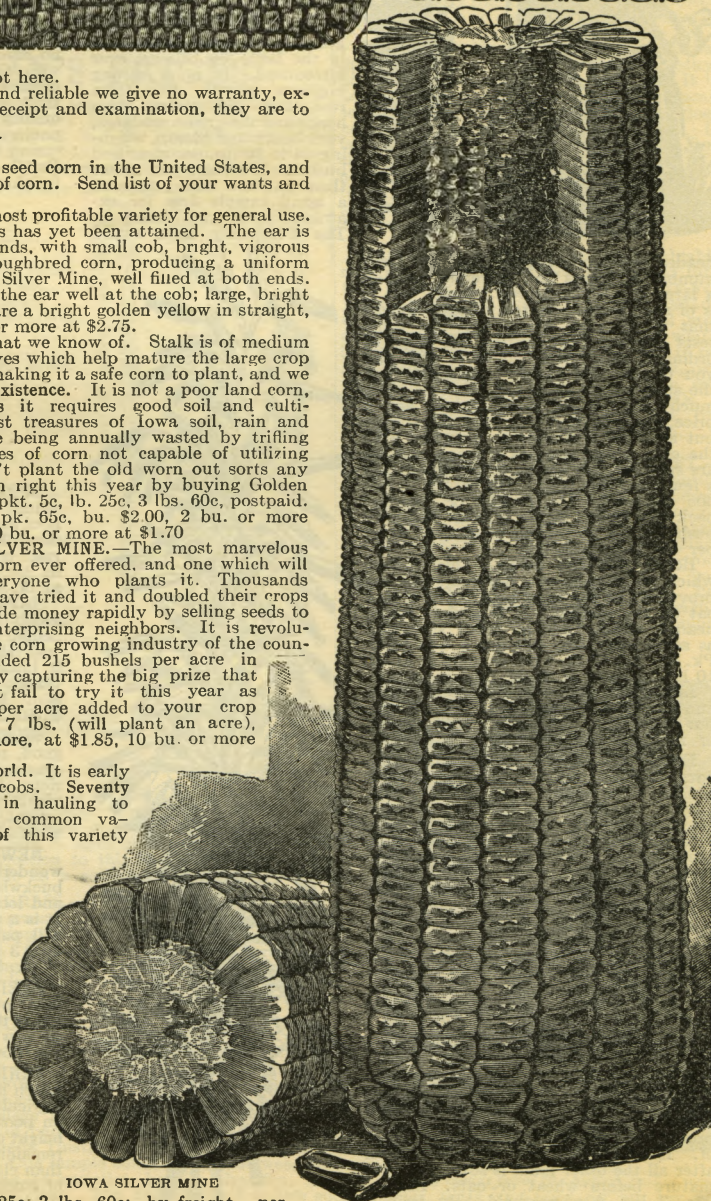 ot here.
nd reliable we give no warranty, ex-
eceipt and examination, they are to
seed corn in the United States, and
of corn. Send list of your wants and
nost profitable variety for general use.
s has yet been attained. The ear is
nds, with small cob, bright, vigorous
oughbred corn, producing a uniform
Silver Mine, well filled at both ends.
the ear well at the cob; large, bright
are a bright golden yellow in straight,
r more at $2.75.
hat we know of. Stalk is of medium
ves which help mature the large crop
naking it a safe corn to plant, and we
xistence. It is not a poor land corn,
s it requires good soil and culti-
st treasures of Iowa soil, rain and
e being annually wasted by trifling
es of corn not capable of utilizing
't plant the old worn out sorts any
n right this year by buying Golden
pkt. 5c, lb. 25c, 3 lbs. 60c, postpaid.
pk. 65c, bu. $2.00, 2 bu. or more
0 bu. or more at $1.70
LVER MINE.—The most marvelous
orn ever offered, and one which will
eryone who plants it. Thousands
ave tried it and doubled their crops
de money rapidly by selling seeds to
nterprising neighbors. It is revolu-
e corn growing industry of the coun-
ded 215 bushels per acre in
y capturing the big prize that
t fail to try it this year as
per acre added to your crop
7 lbs. (will plant an acre),
ore, at $1.85, 10 bu. or more
orld. It is early
cobs. Seventy
in hauling to
common va-
of this variety
IOWA SILVER MINE
25c; 3 lbs. 60c; by freight, per